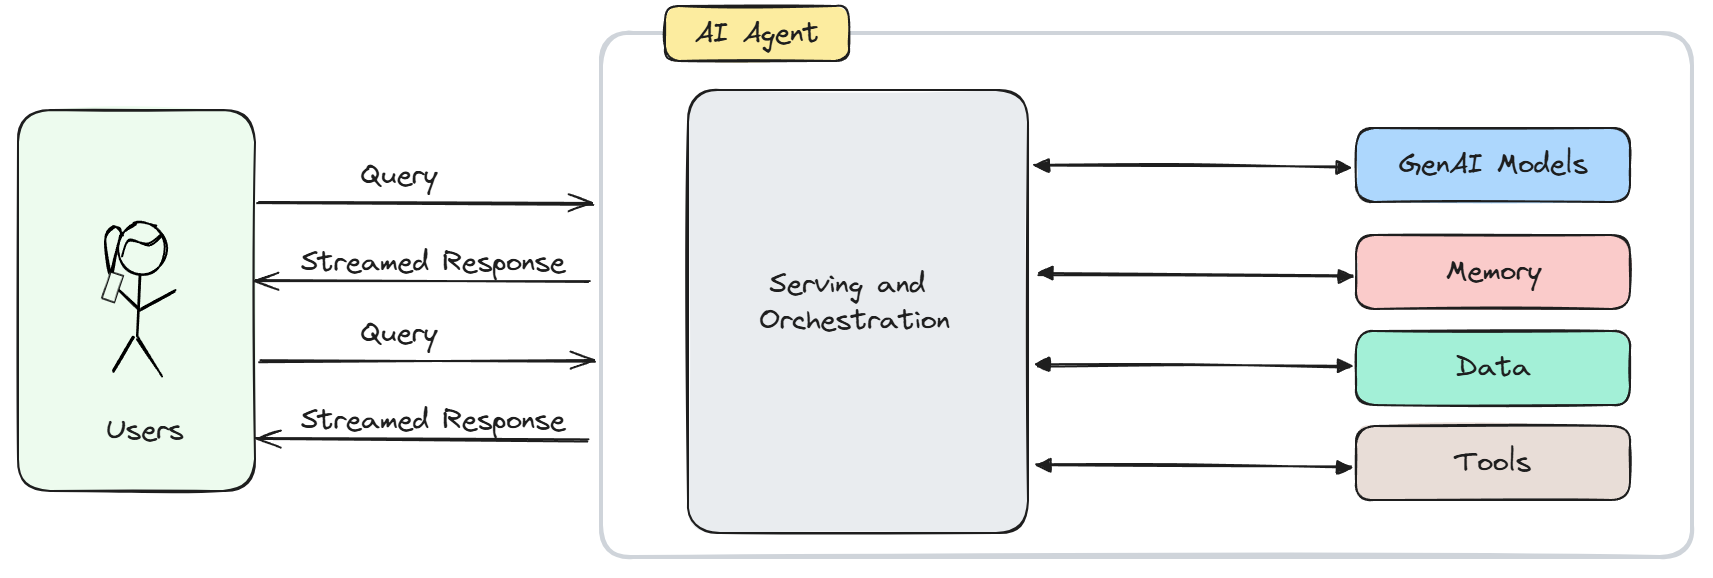 AI Agent
Query
Streamed Response
Query
Streamed Response
Users
Serving and
Orchestration
GenAI Models
Memory
Data
Tools